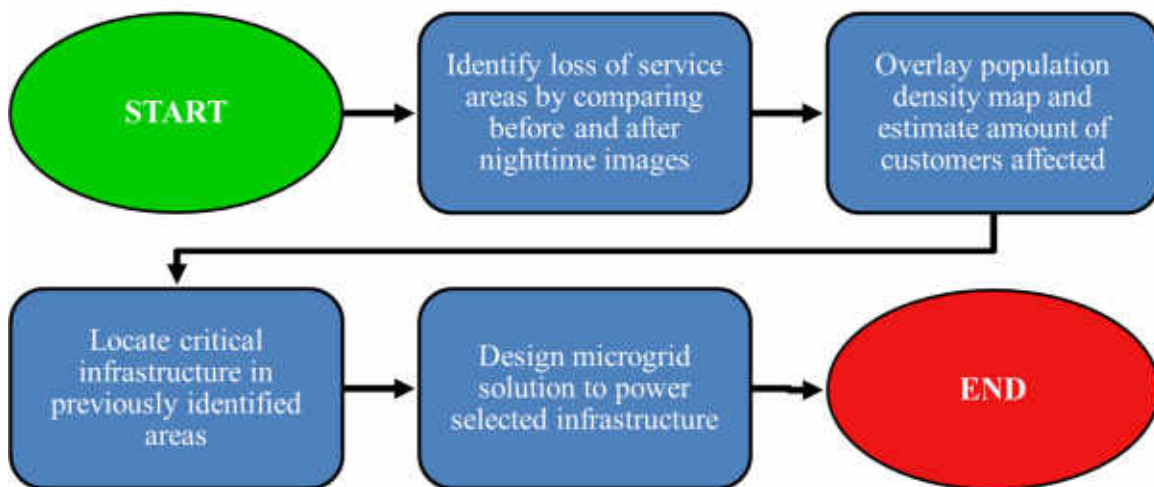 START
Identify loss of service
areas by comparing
before and after
nighttime images
Overlay population
density map and
estimate amount of
customers affected
Locate critical
infrastructure in
previously identified
areas
Design microgrid
solution to power
selected infrastructure
END